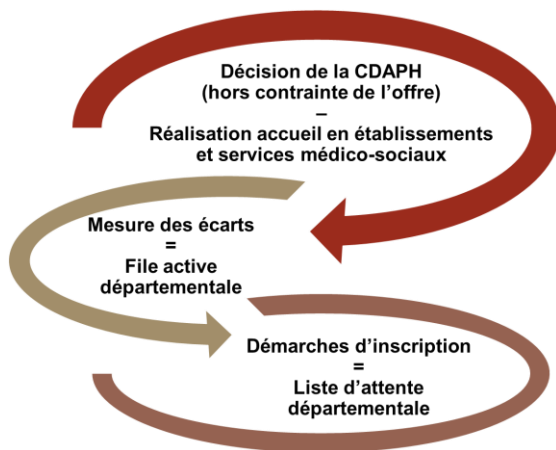 Décision de la CDAPH
(hors contrainte de l’offre)
–
Réalisation accueil en établissements
et services médico-sociaux
Mesure des écarts
=
File active
départementale
Démarches d’inscription
=
Liste d’attente
départementale